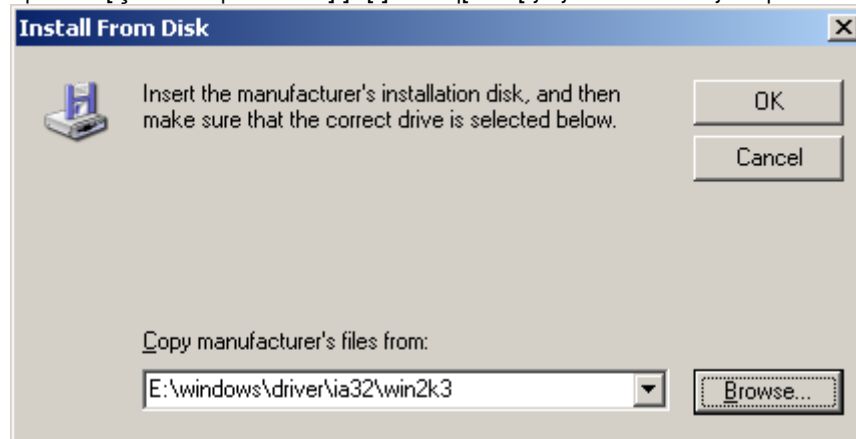 Install From Disk
Insert the manufacturer's installation disk, and then
make sure that the correct drive is selected below.
OK
Cancel
Copy manufacturer's files from:
E:\windows\driver\ia32\win2k3
Browse...